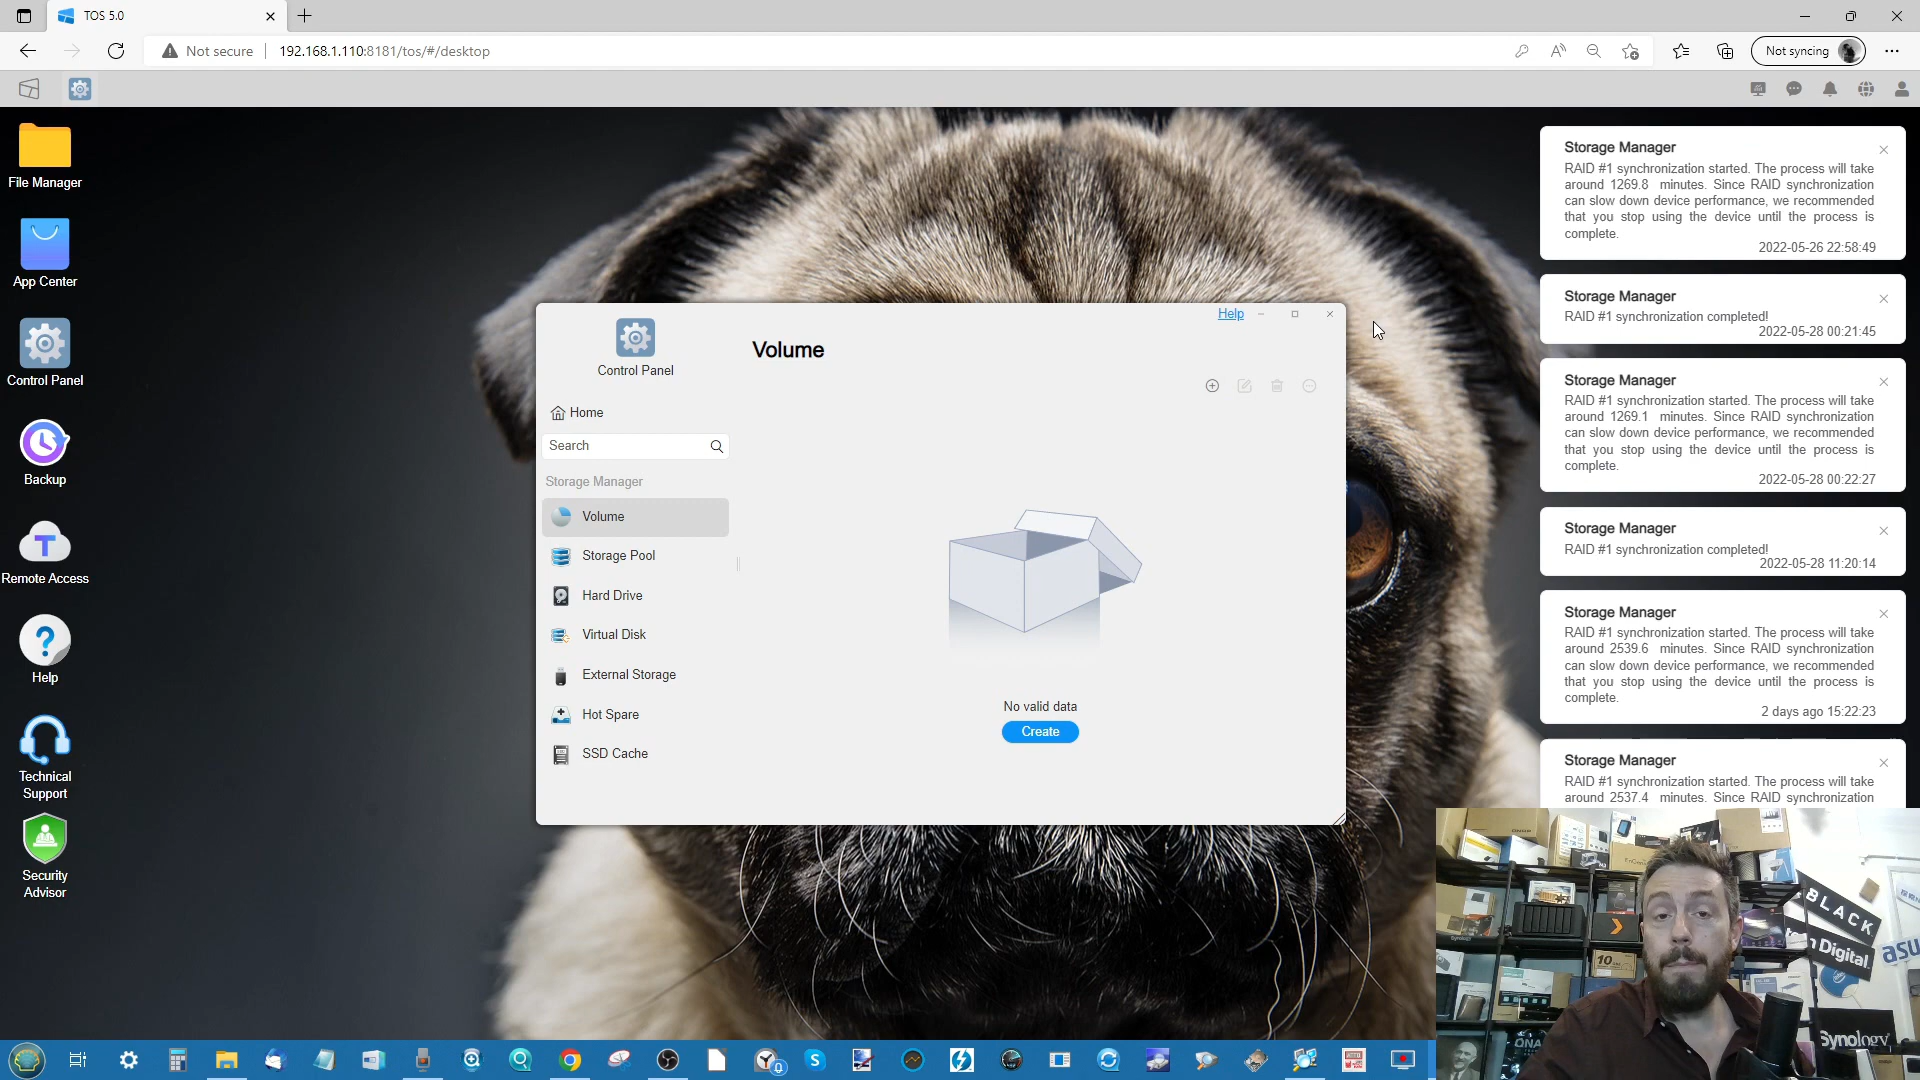 TOS 5.0
Not secure
192.168.1.110:8181/tos/#/desktop
Not syncing
File Manager
App Center
Control Panel
Backup
Remote Access
Help
Technical
Support
Security
Advisor
Help
Control Panel
Volume
Home
Search
Storage Manager
Volume
Storage Pool
Hard Drive
Virtual Disk
External Storage
Hot Spare
SSD Cache
No valid data
Create
Storage Manager
RAID #1 synchronization started. The process will take
around 1269.8 minutes. Since RAID synchronization
can slow down device performance, we recommended
that you stop using the device until the process is
complete.
2022-05-26 22:58:49
Storage Manager
RAID #1 synchronization completed!
2022-05-28 00:21:45
Storage Manager
RAID #1 synchronization started. The process will take
around 1269.1 minutes. Since RAID synchronization
can slow down device performance, we recommended
that you stop using the device until the process is
complete.
2022-05-28 00:22:27
Storage Manager
RAID #1 synchronization completed!
2022-05-28 11:20:14
Storage Manager
RAID #1 synchronization started. The process will take
around 2539.6 minutes. Since RAID synchronization
can slow down device performance, we recommended
that you stop using the device until the process is
complete.
2 days ago 15:22:23
Storage Manager
RAID #1 synchronization started. The process will take
around 2537.4 minutes. Since RAID synchronization
BLACK
Digital
Synology